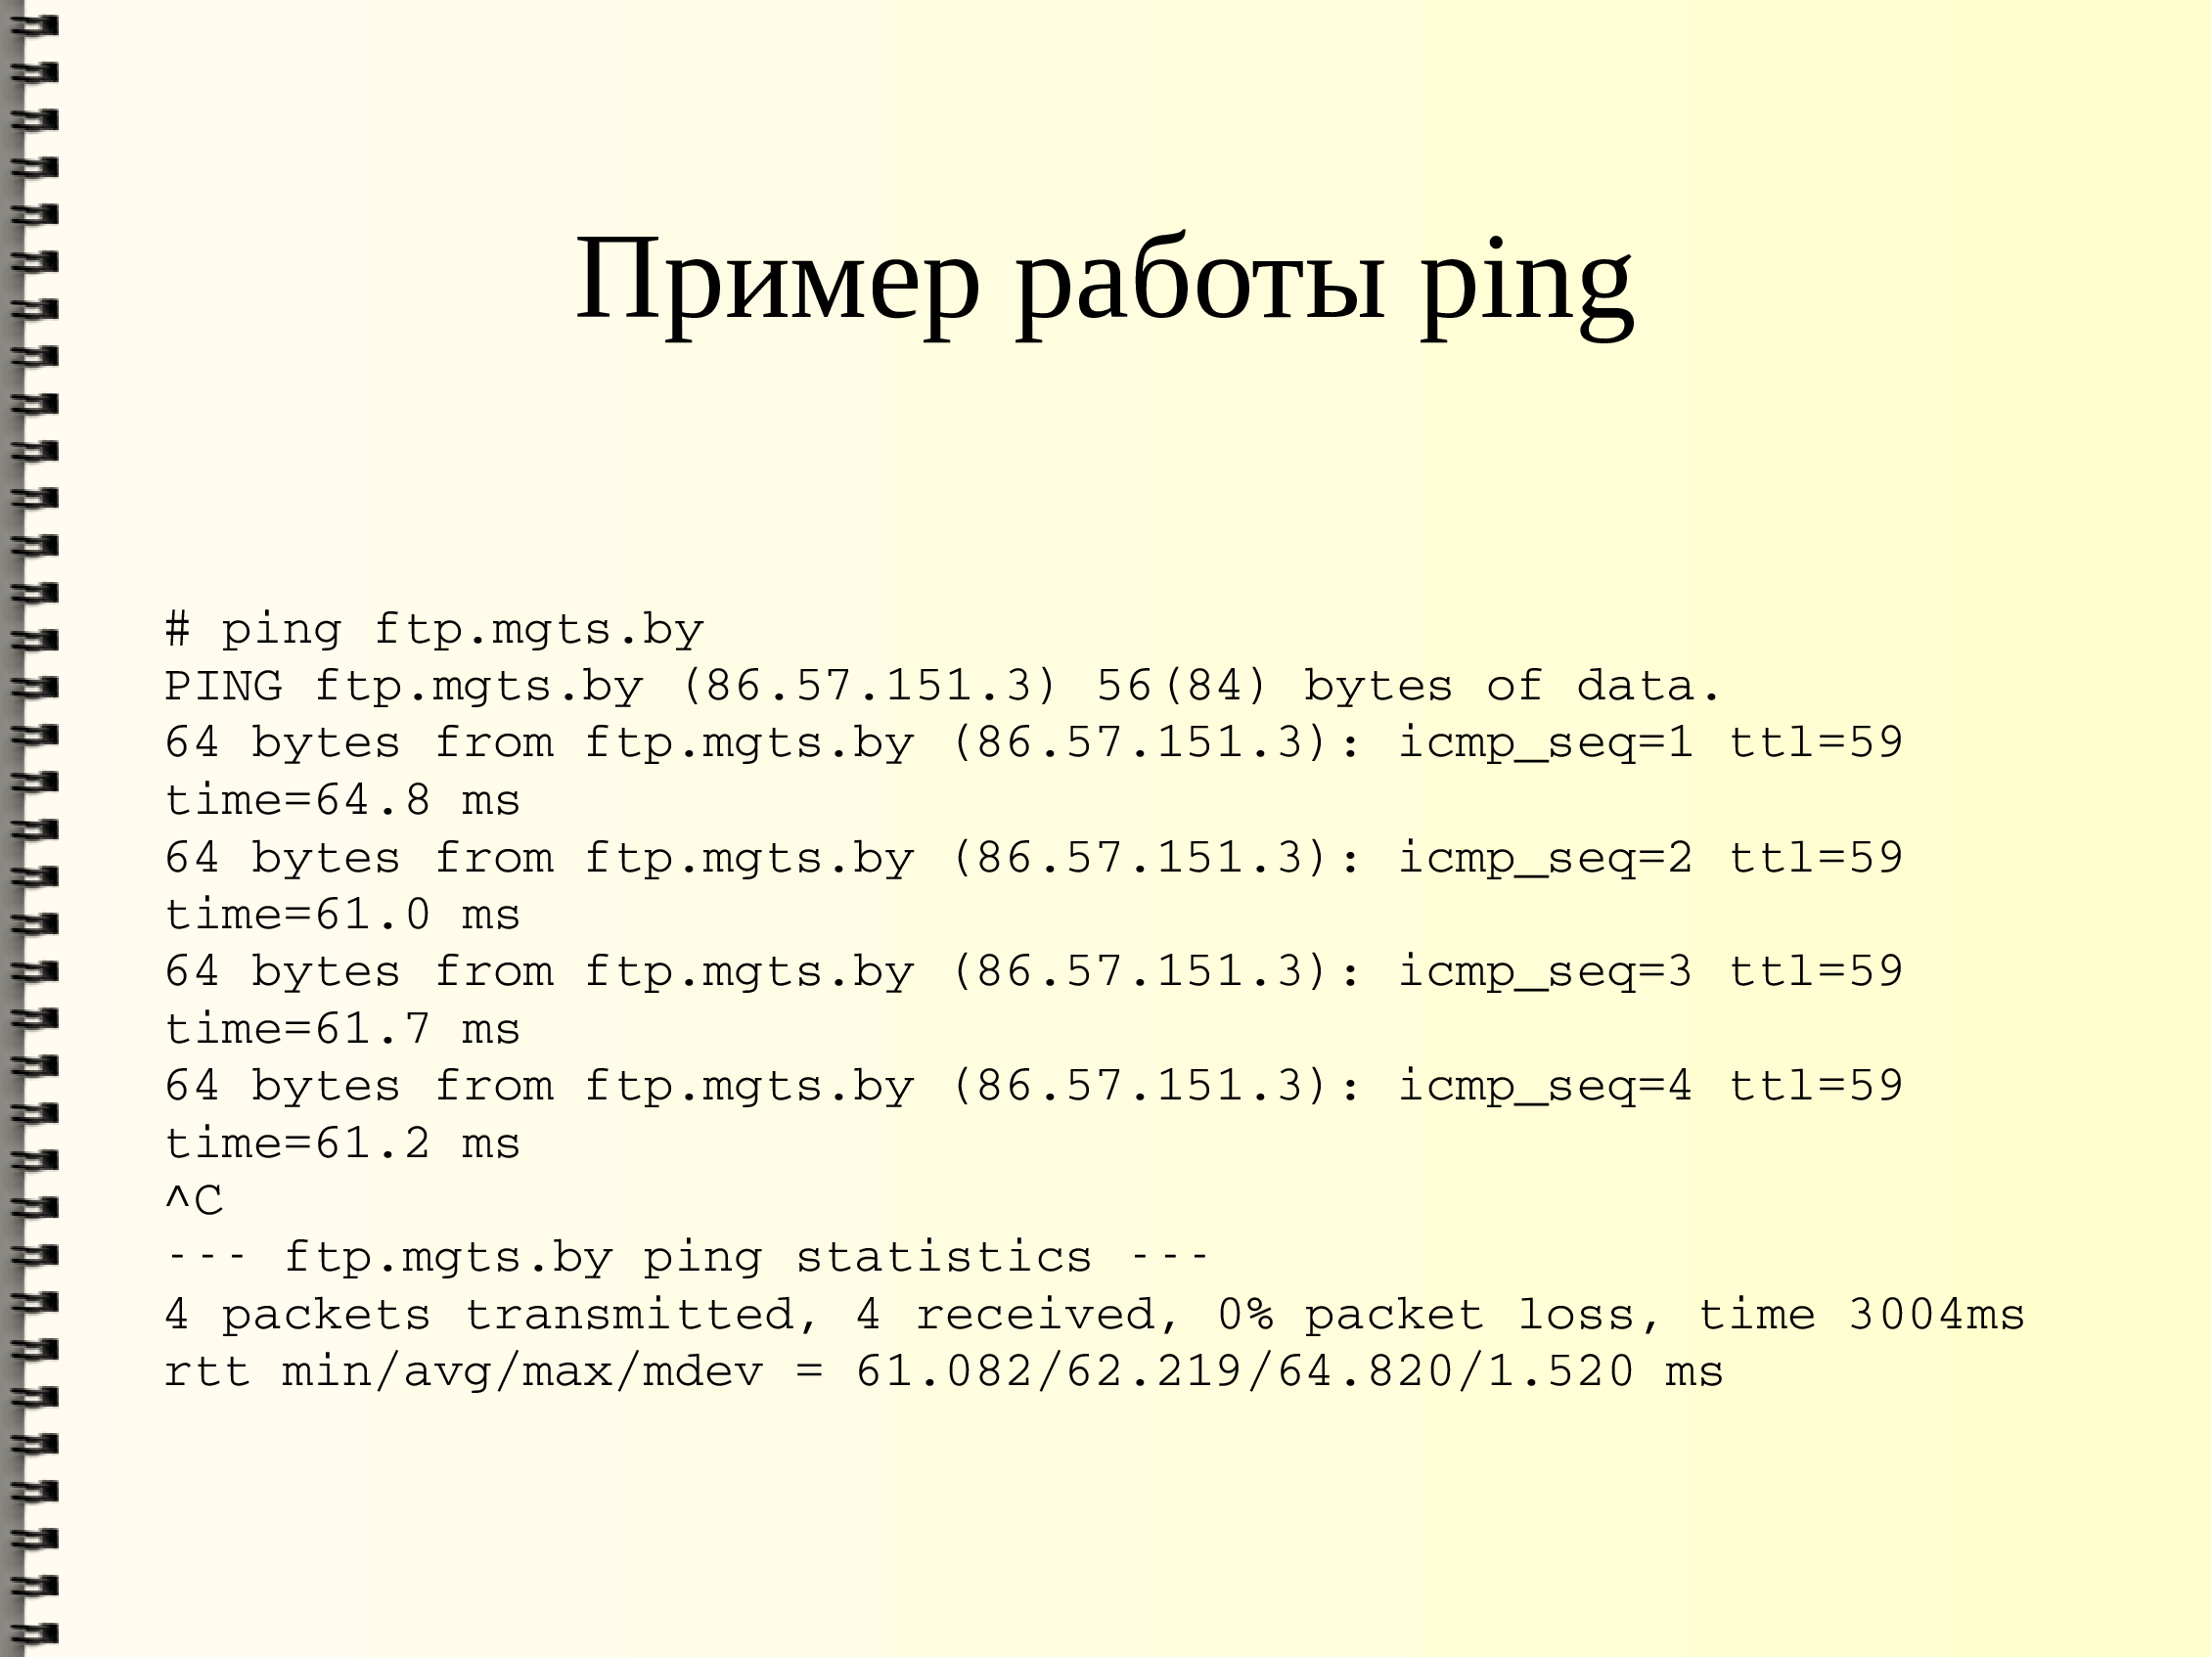 Пример работы ping
# ping ftp.mgts.by
PING ftp.mgts.by (86.57.151.3) 56(84) bytes of data.
64 bytes from ftp.mgts.by (86.57.151.3): icmp_seq=1 ttl=59
time=64.8 ms
64 bytes from ftp.mgts.by (86.57.151.3): icmp_seq=2 ttl=59
time=61.0 ms
64 bytes from ftp.mgts.by (86.57.151.3): icmp_seq=3 ttl=59
time=61.7 ms
64 bytes from ftp.mgts.by (86.57.151.3): icmp_seq=4 ttl=59
time=61.2 ms
^C
--- ftp.mgts.by ping statistics ---
4 packets transmitted, 4 received, 0% packet loss, time 3004ms
rtt min/avg/max/mdev = 61.082/62.219/64.820/1.520 ms